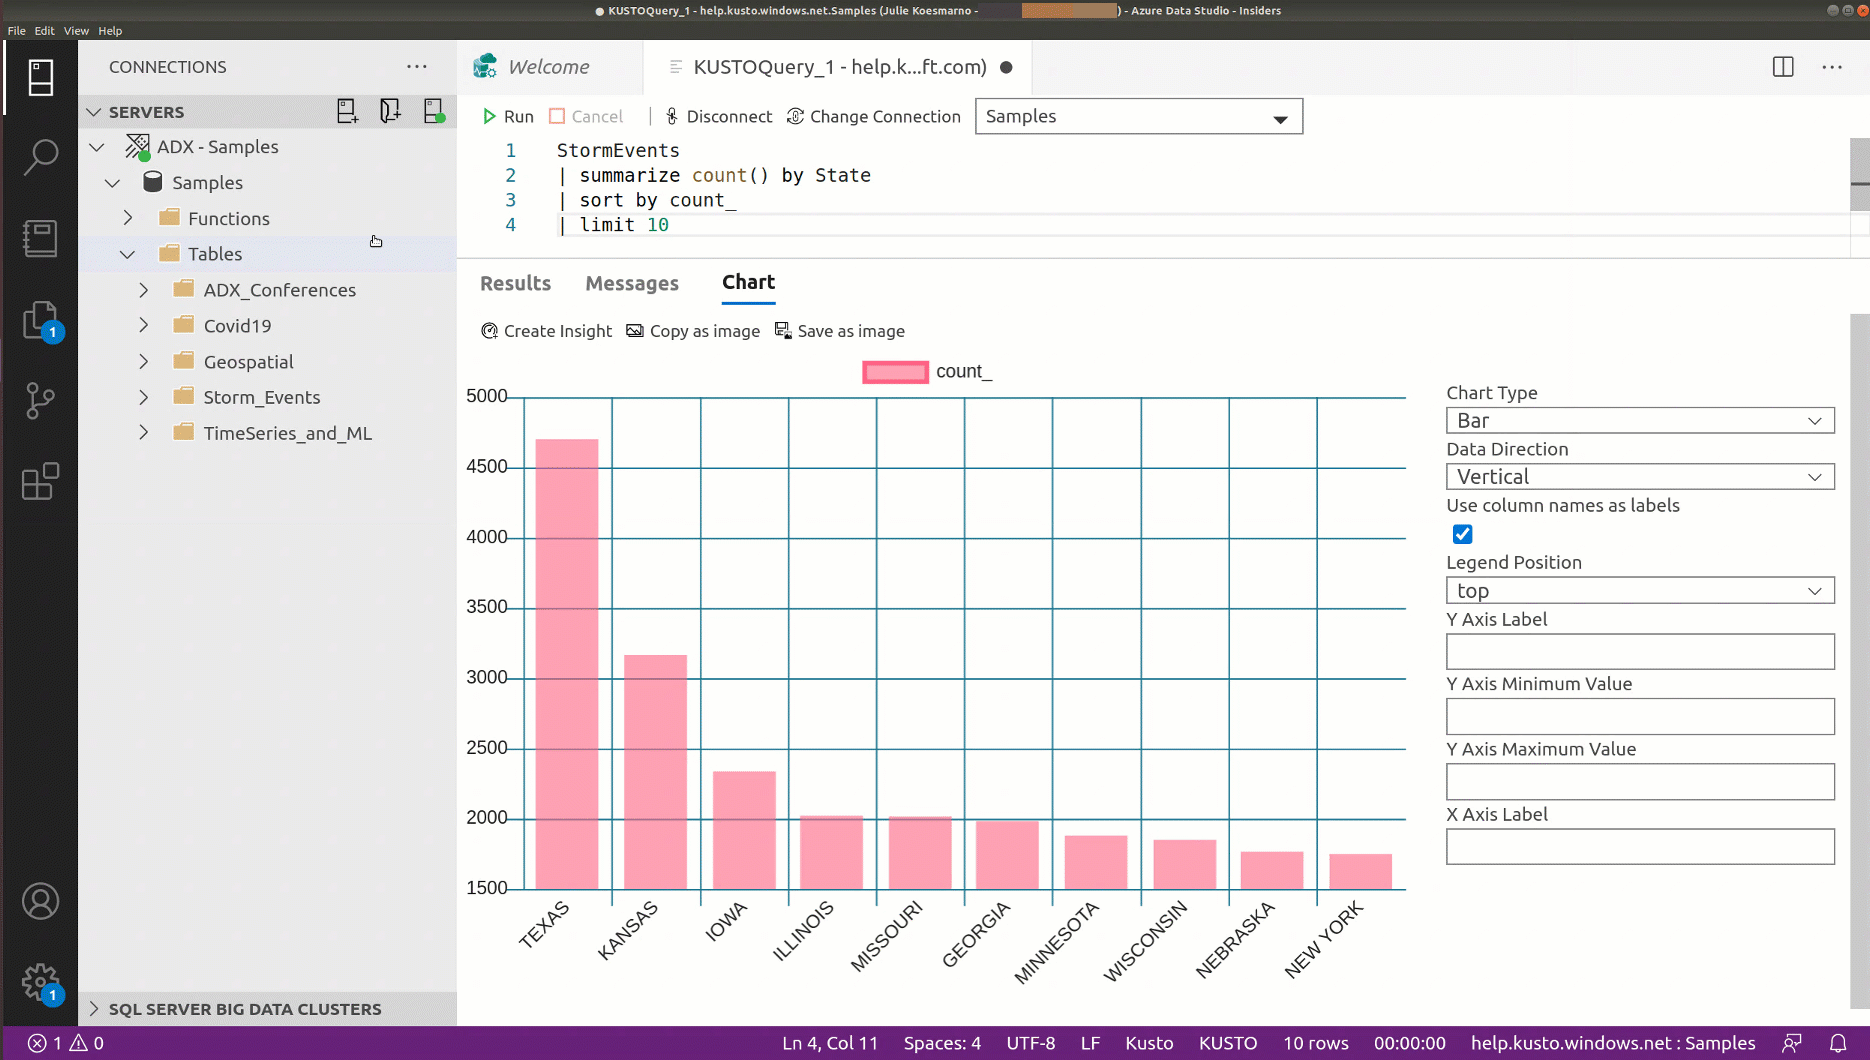 ● KUSTOQuery_1 - help.kusto.windows.net.Samples (Julie Koesmarno - ) - Azure Data Studio - Insiders
File Edit View Help
CONNECTIONS
Welcome
KUSTOQuery_1 - help.k...ft.com)
SERVERS
Run Cancel Disconnect Change Connection Samples
ADX - Samples
Samples
Functions
Tables
ADX_Conferences
Covid19
Geospatial
Storm_Events
TimeSeries_and_ML
SQL SERVER BIG DATA CLUSTERS
1
1
1 StormEvents
2 | summarize count() by State
3 | sort by count_
4 | limit 10
Results Messages Chart
Create Insight Copy as image Save as image
count_
5000
4500
4000
3500
3000
2500
2000
1500
TEXAS
KANSAS
IOWA
ILLINOIS
MISSOURI
GEORGIA
MINNESOTA
WISCONSIN
NEBRASKA
NEW YORK
Chart Type
Bar
Data Direction
Vertical
Use column names as labels
Legend Position
top
Y Axis Label
Y Axis Minimum Value
Y Axis Maximum Value
X Axis Label
1 0 Ln 4, Col 11 Spaces: 4 UTF-8 LF Kusto KUSTO 10 rows 00:00:00 help.kusto.windows.net : Samples